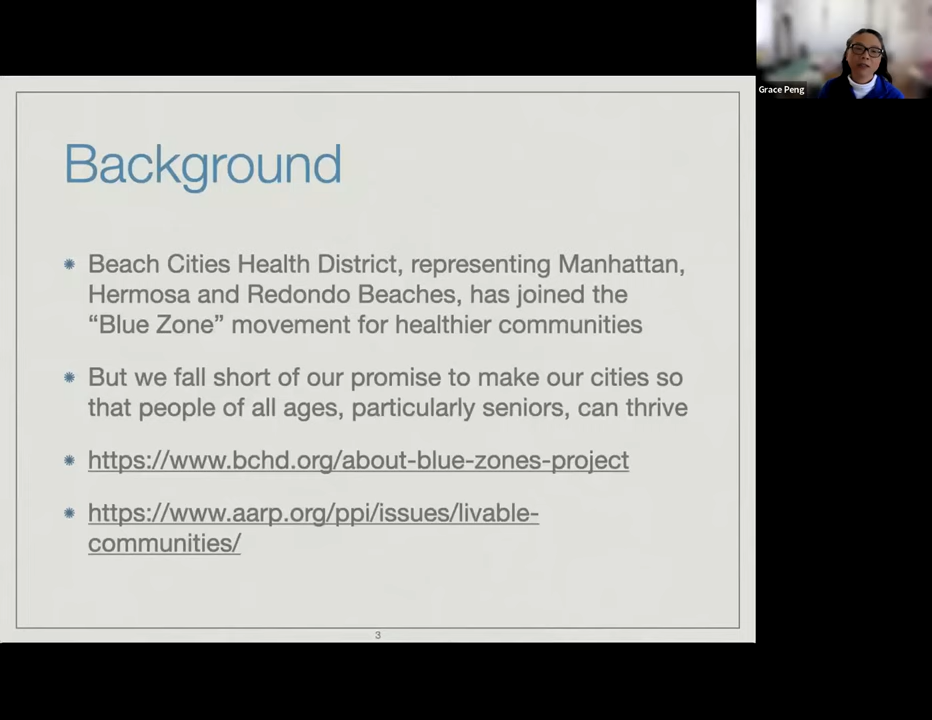 Grace Peng
Background
Beach Cities Health District, representing Manhattan,
Hermosa and Redondo Beaches, has joined the
“Blue Zone” movement for healthier communities
But we fall short of our promise to make our cities so
that people of all ages, particularly seniors, can thrive
https://www.bchd.org/about-blue-zones-project
https://www.aarp.org/ppi/issues/livable-
communities/
3